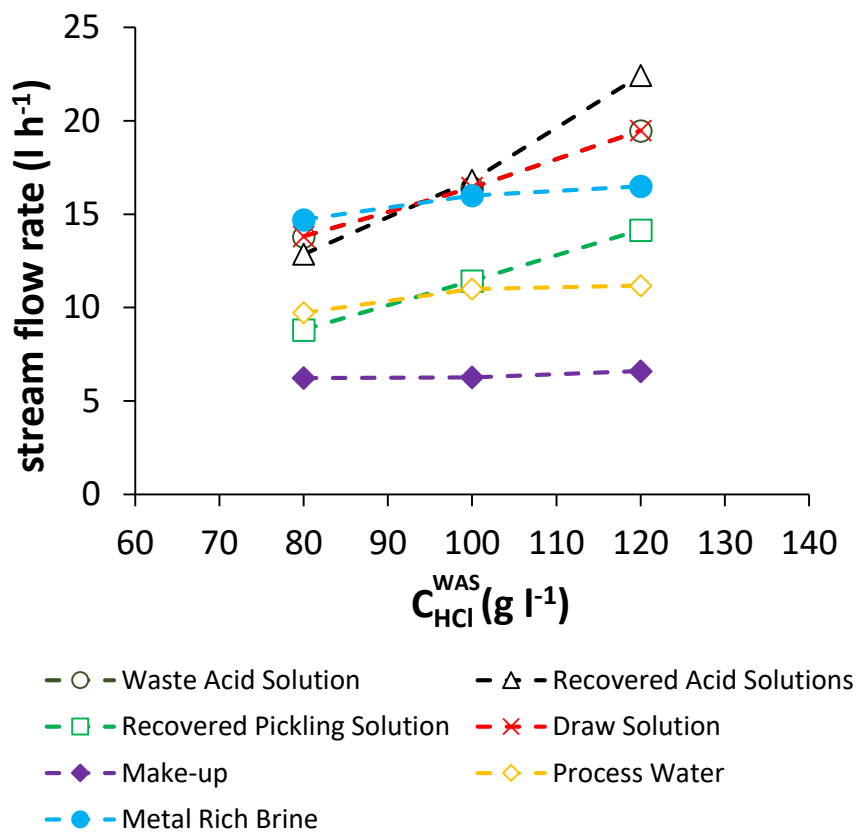 25
20
15
10
5
0
stream flow rate (l h⁻¹)
60 70 80 90 100 110 120 130 140
C_HCl^WAS (g l⁻¹)
Waste Acid Solution
Recovered Acid Solutions
Recovered Pickling Solution
Draw Solution
Make-up
Process Water
Metal Rich Brine